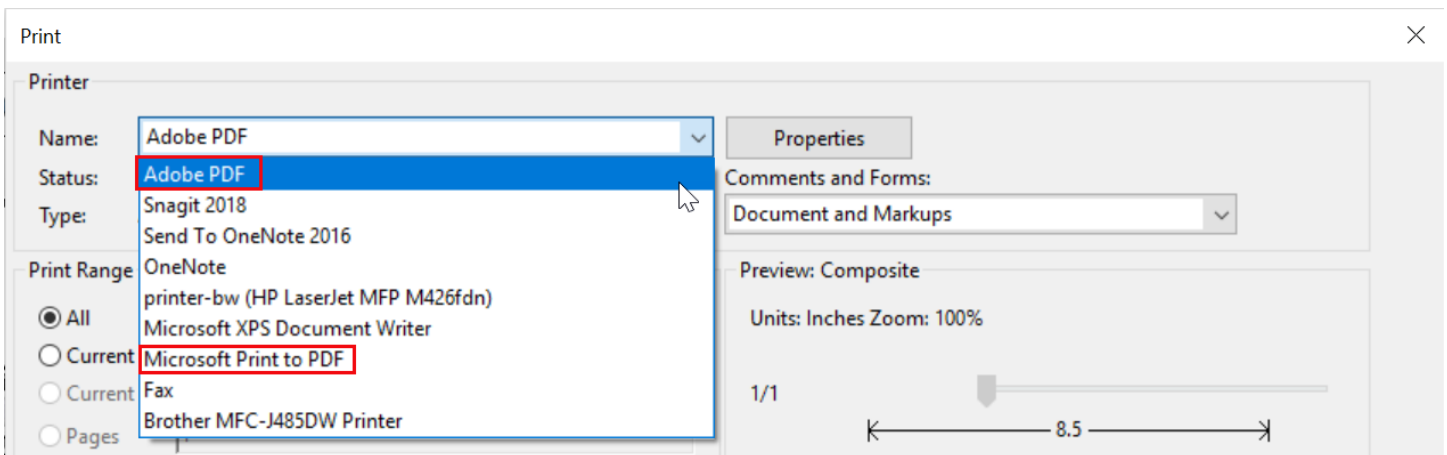 Print
Printer
Name: Adobe PDF Properties
Status: Adobe PDF Comments and Forms:
Snagit 2018
Type: Document and Markups
Send To OneNote 2016
Print Range OneNote Preview: Composite
printer-bw (HP LaserJet MFP M426fdn)
All Units: Inches Zoom: 100%
Microsoft XPS Document Writer
Current Microsoft Print to PDF
Current Fax 1/1
Brother MFC-J485DW Printer
Pages 8.5